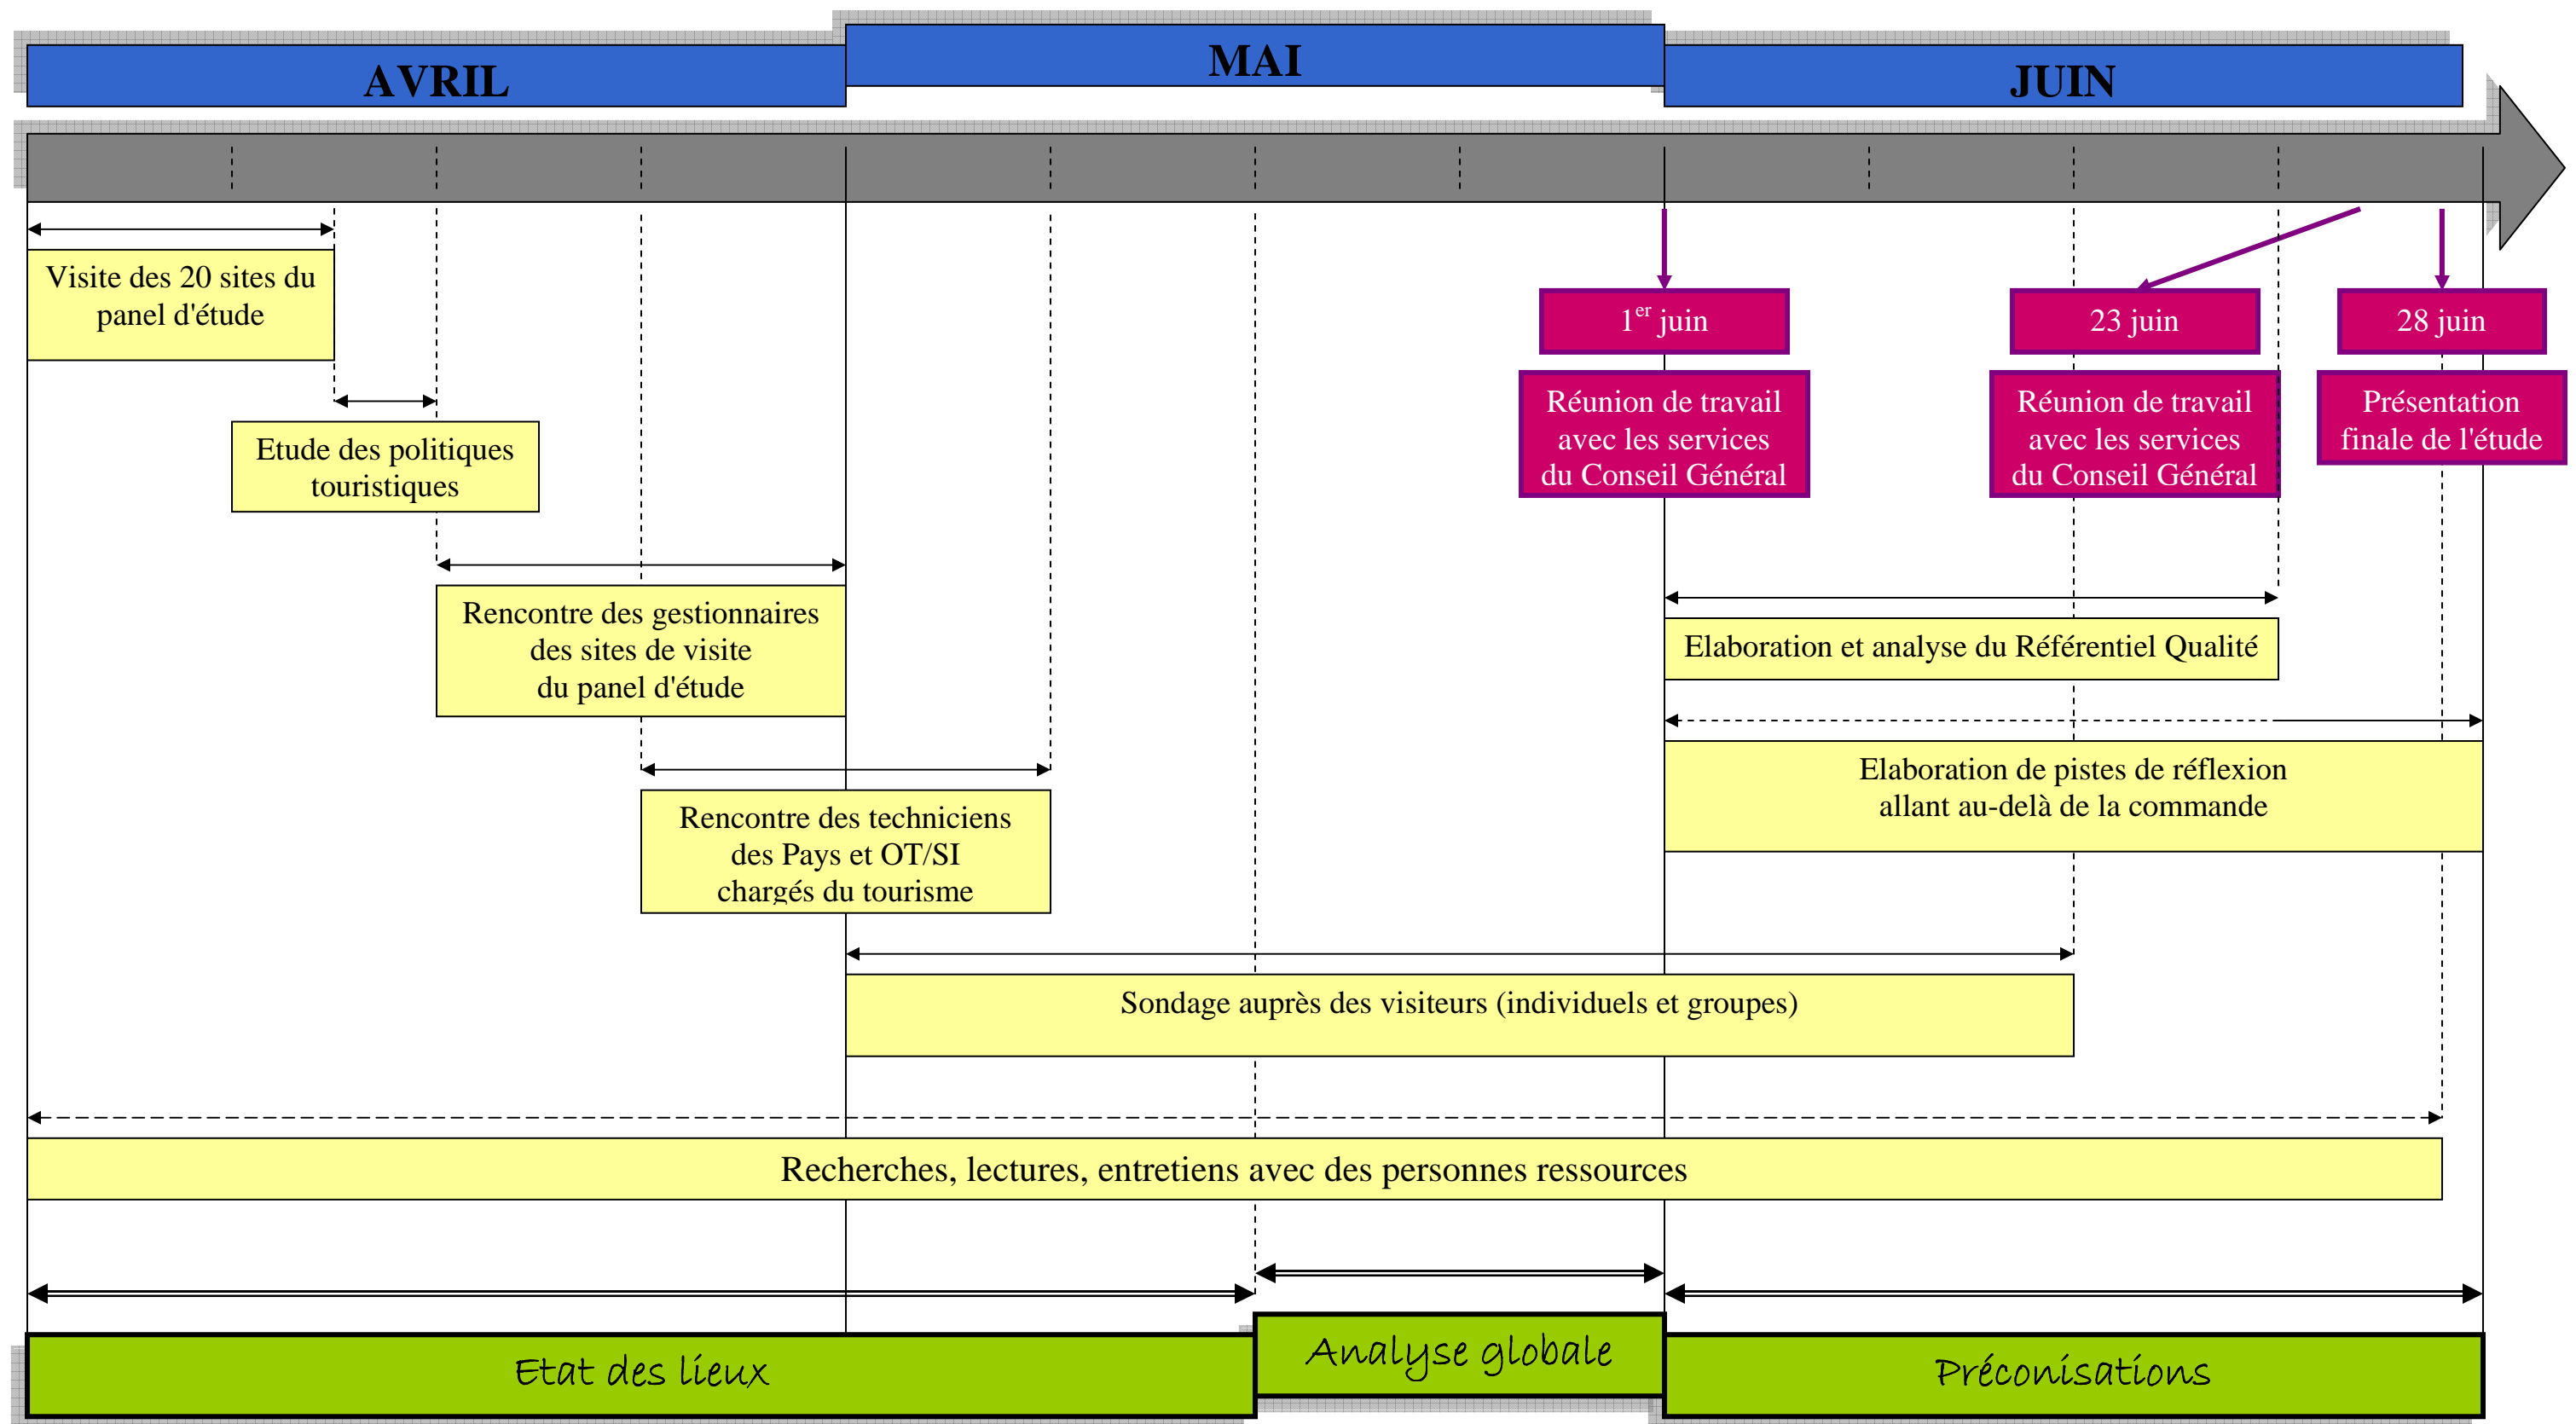 AVRIL
MAI
JUIN
Visite des 20 sites du
panel d'étude
1er juin
23 juin
28 juin
Réunion de travail
avec les services
du Conseil Général
Réunion de travail
avec les services
du Conseil Général
Présentation
finale de l'étude
Etude des politiques
touristiques
Rencontre des gestionnaires
des sites de visite
du panel d'étude
Elaboration et analyse du Référentiel Qualité
Elaboration de pistes de réflexion
allant au-delà de la commande
Rencontre des techniciens
des Pays et OT/SI
chargés du tourisme
Sondage auprès des visiteurs (individuels et groupes)
Recherches, lectures, entretiens avec des personnes ressources
Etat des lieux
Analyse globale
Préconisations